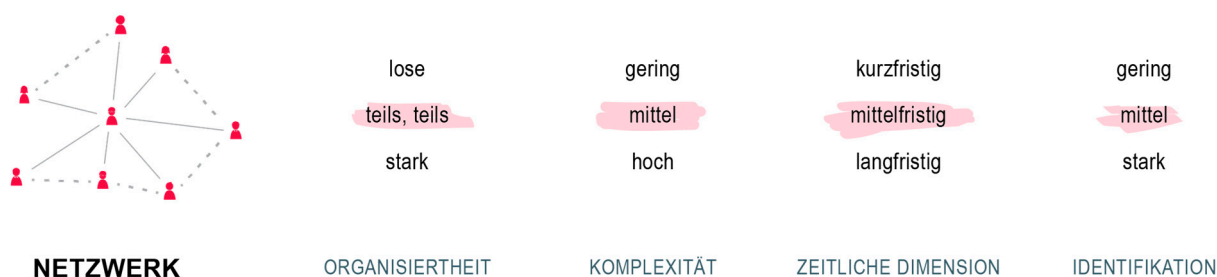 lose
gering
kurzfristig
gering
teils, teils
mittel
mittelfristig
mittel
stark
hoch
langfristig
stark
NETZWERK
ORGANISIERTHEIT
KOMPLEXITÄT
ZEITLICHE DIMENSION
IDENTIFIKATION